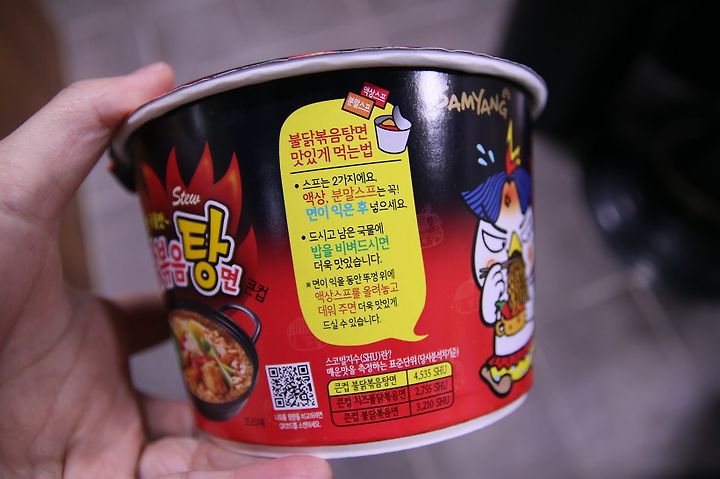 SAMYANG
액상스프
분말스프
불닭볶음탕면
맛있게 먹는법
• 스프는 2가지에요.
액상, 분말스프는 꼭!
면이 익은 후 넣으세요.
• 드시고 남은 국물에
밥을 비벼드시면
더욱 맛있습니다.
※ 면이 익을 동안 뚜껑 위에
액상스프를 올려놓고
데워 주면 더욱 맛있게
드실 수 있습니다.
Stew
볶음탕면
큰컵
스코빌지수(SHU)란?
매운맛을 측정하는 표준단위(당사분석치기준)
큰컵 불닭볶음탕면 4,535 SHU
큰컵 치즈불닭볶음면 2,755 SHU
큰컵 불닭볶음면 3,210 SHU
조리예